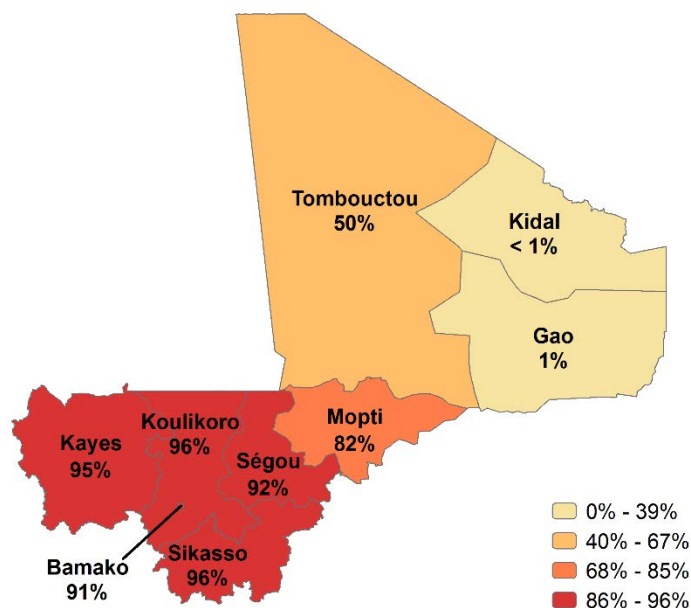 Tombouctou
50%
Kidal
< 1%
Gao
1%
Mopti
82%
Koulikoro
96%
Kayes
95%
Ségou
92%
Bamako
91%
Sikasso
96%
0% - 39%
40% - 67%
68% - 85%
86% - 96%